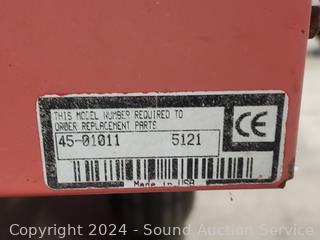 THIS MODEL NUMBER REQUIRED TO
ORDER REPLACEMENT PARTS
45-01011 5121
CE
Made in USA
Copyright 2024 - Sound Auction Service